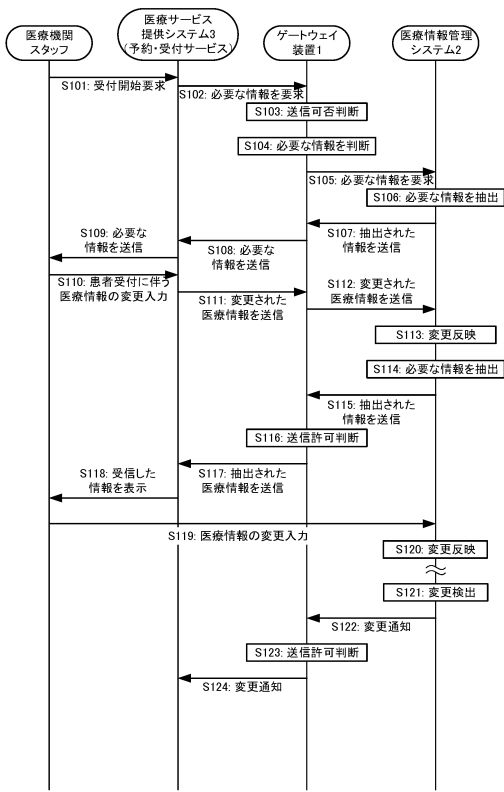 医療機関
スタッフ
医療サービス
提供システム3
(予約・受付サービス)
ゲートウェイ
装置1
医療情報管理
システム2
S101: 受付開始要求
S102: 必要な情報を要求
S103: 送信可否判断
S104: 必要な情報を判断
S105: 必要な情報を要求
S106: 必要な情報を抽出
S107: 抽出された
情報を送信
S108: 必要な
情報を送信
S109: 必要な
情報を送信
S110: 患者受付に伴う
医療情報の変更入力
S111: 変更された
医療情報を送信
S112: 変更された
医療情報を送信
S113: 変更反映
S114: 必要な情報を抽出
S115: 抽出された
情報を送信
S116: 送信許可判断
S117: 抽出された
医療情報を送信
S118: 受信した
情報を表示
S119: 医療情報の変更入力
S120: 変更反映
S121: 変更検出
S122: 変更通知
S123: 送信許可判断
S124: 変更通知